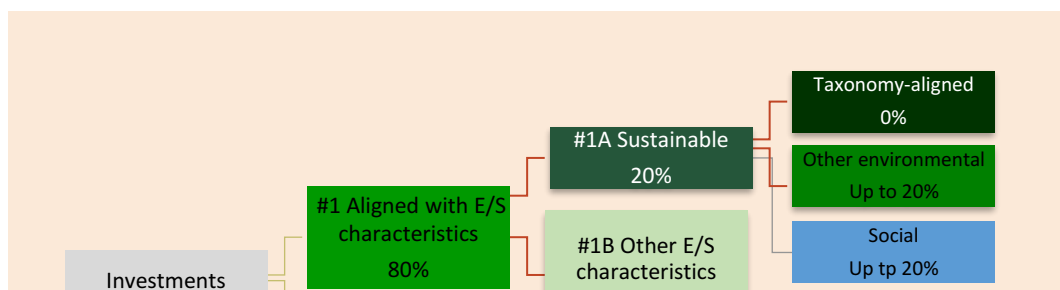 Taxonomy-aligned
0%
#1A Sustainable
20%
Other environmental
Up to 20%
#1 Aligned with E/S
characteristics
80%
#1B Other E/S
characteristics
Social
Up tp 20%
Investments